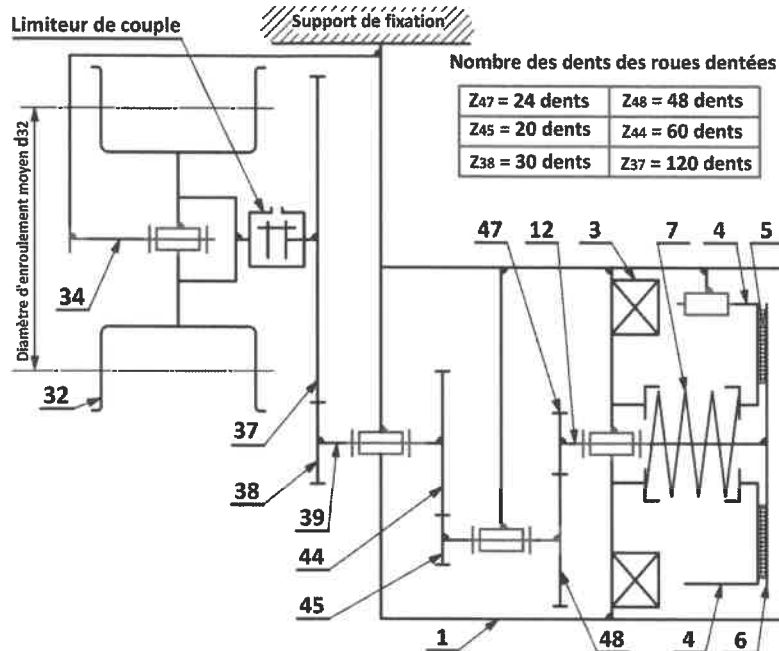 Support de fixation
Limiteur de couple
Nombre des dents des roues dentées
Z47 = 24 dents Z48 = 48 dents
Z45 = 20 dents Z44 = 60 dents
Z38 = 30 dents Z37 = 120 dents
Diamètre d'enroulement moyen d32
47 12 3 7 4 5
34
32
37
38
39
44
45
1
48
4
6